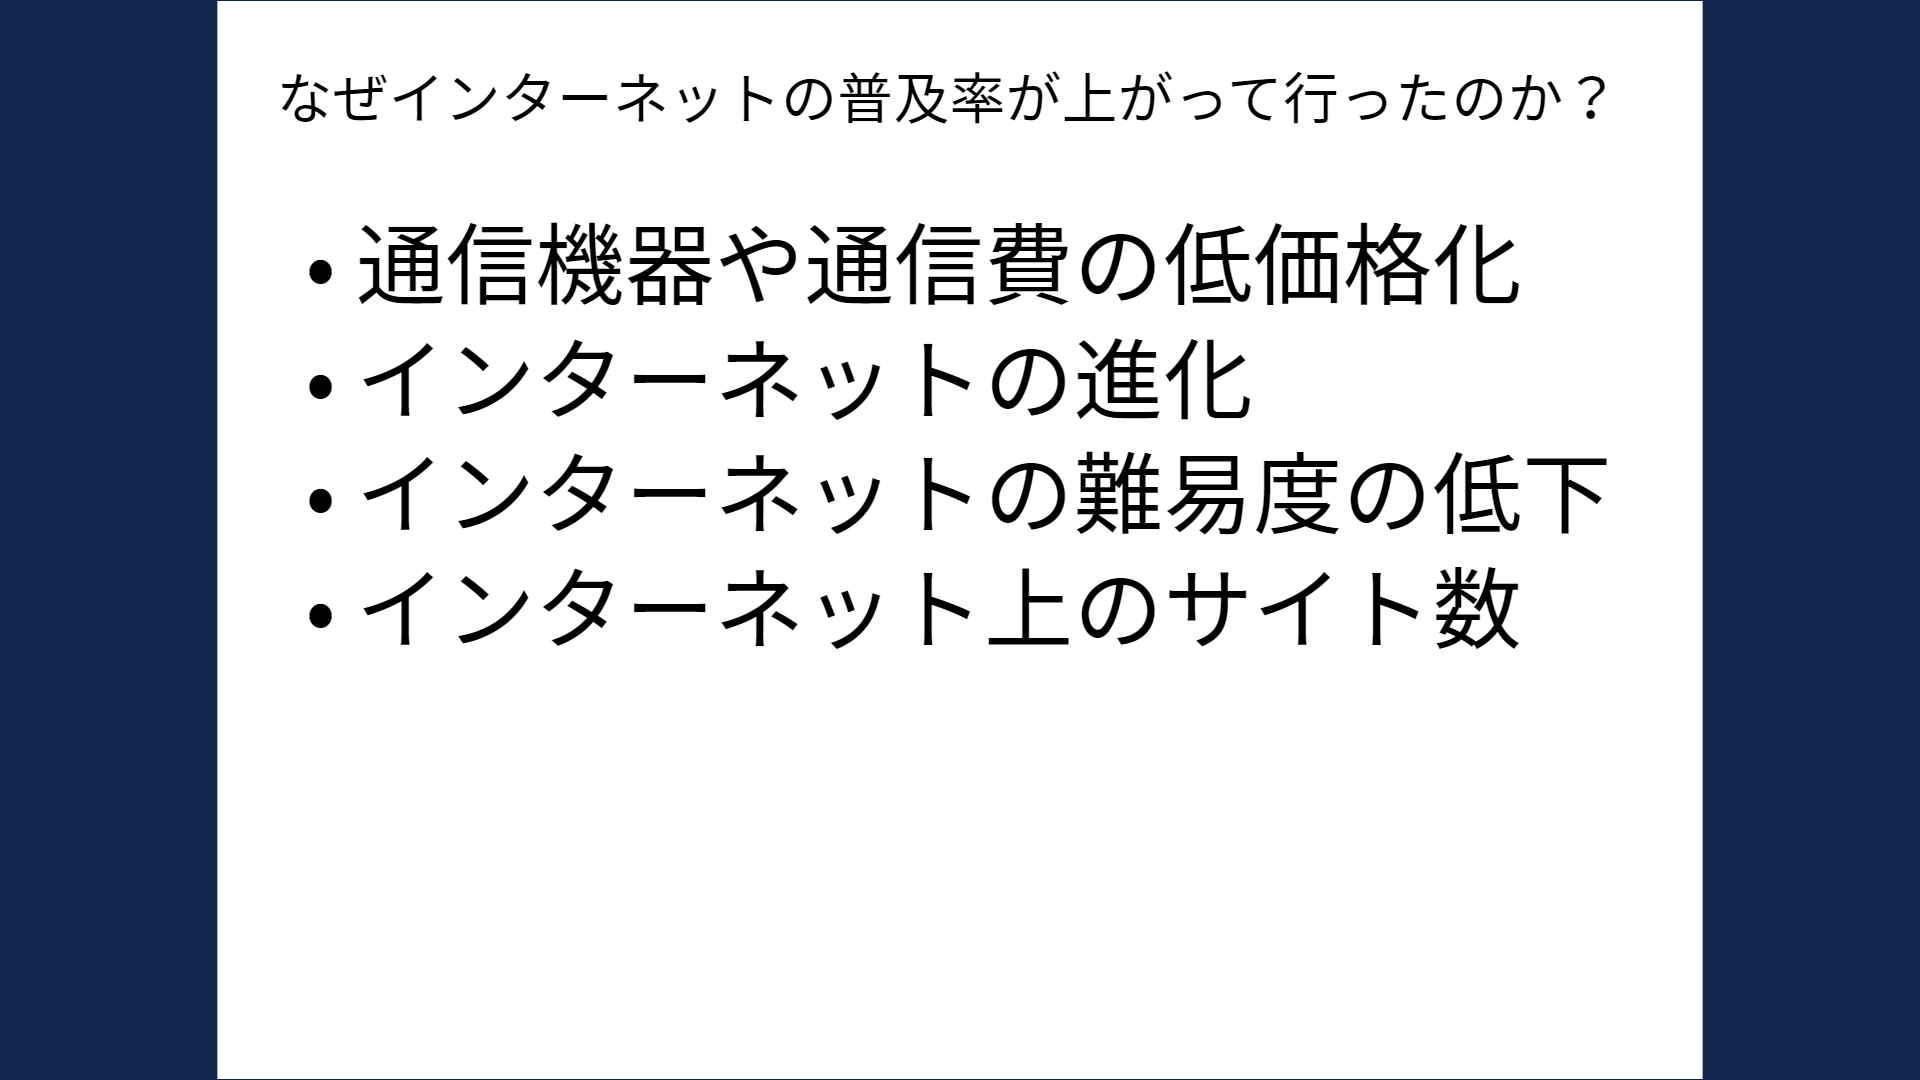 なぜインターネットの普及率が上がって行ったのか？
• 通信機器や通信費の低価格化
• インターネットの進化
• インターネットの難易度の低下
• インターネット上のサイト数